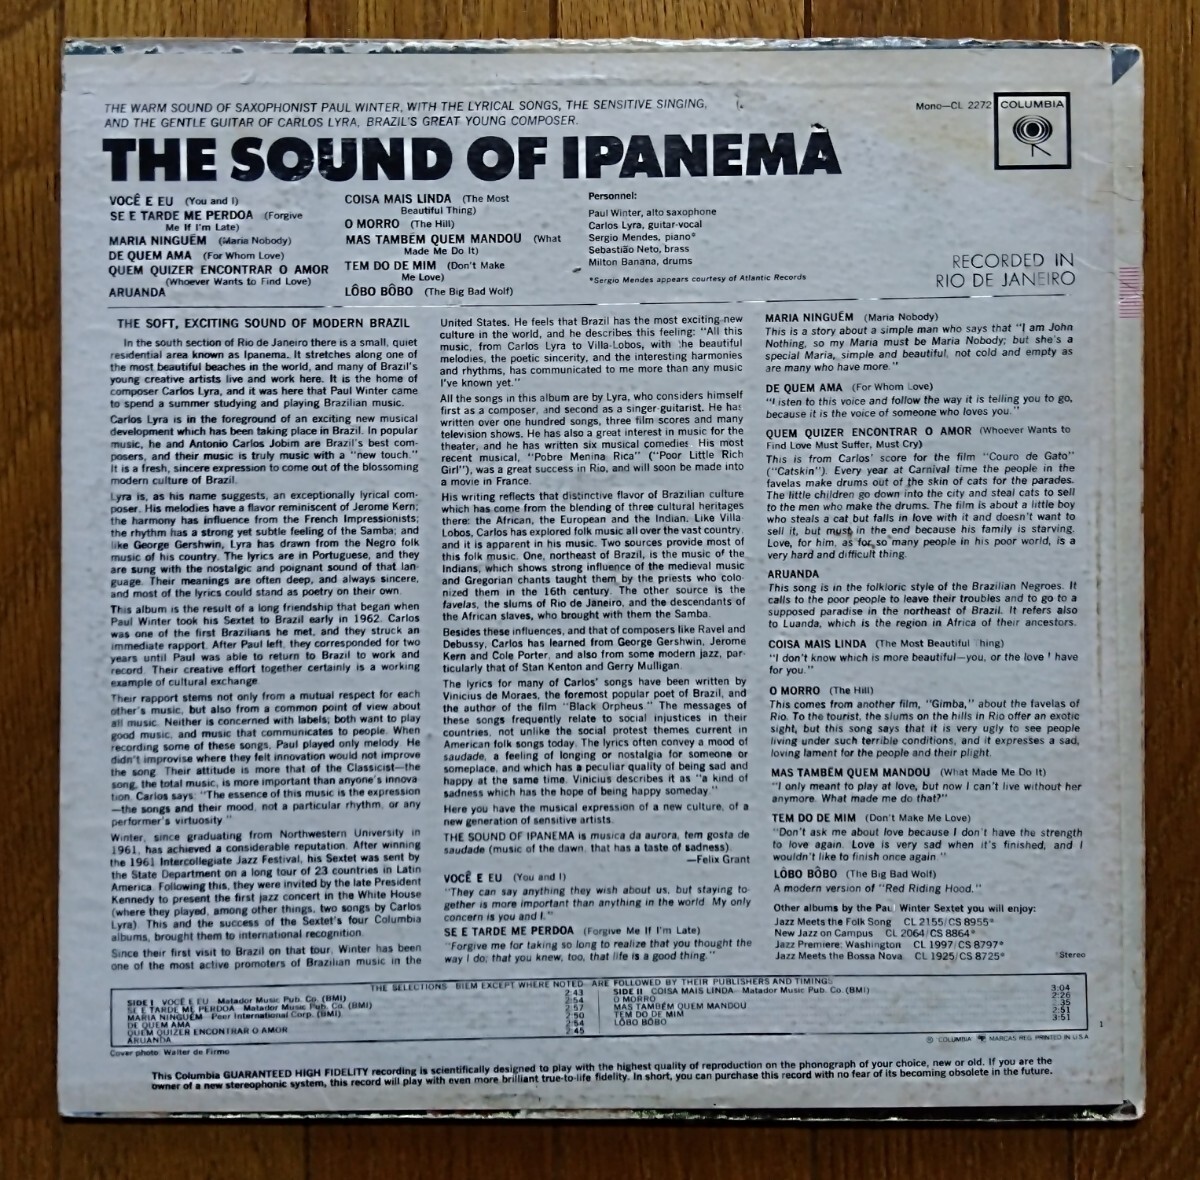 THE WARM SOUND OF SAXOPHONIST PAUL WINTER, WITH THE LYRICAL SONGS, THE SENSITIVE SINGING,
AND THE GENTLE GUITAR OF CARLOS LYRA, BRAZIL'S GREAT YOUNG COMPOSER.
Mono—CL 2272
COLUMBIA
THE SOUND OF IPANEMA
VOCÊ E EU (You and I)
SE E TARDE ME PERDOA (Forgive
Me If I'm Late)
MARIA NINGUÉM (Maria Nobody)
DE QUEM AMA (For Whom Love)
QUEM QUIZER ENCONTRAR O AMOR
(Whoever Wants to Find Love)
ARUANDA
COISA MAIS LINDA (The Most
Beautiful Thing)
O MORRO (The Hill)
MAS TAMBÉM QUEM MANDOU (What
Made Me Do It)
TEM DO DE MIM (Don't Make
Me Love)
LÔBO BÔBO (The Big Bad Wolf)
Personnel:
Paul Winter, alto saxophone
Carlos Lyra, guitar-vocal
Sergio Mendes, piano*
Sebastião Neto, brass
Milton Banana, drums
*Sergio Mendes appears courtesy of Atlantic Records
RECORDED IN
RIO DE JANEIRO
THE SOFT, EXCITING SOUND OF MODERN BRAZIL
In the south section of Rio de Janeiro there is a small, quiet
residential area known as Ipanema. It stretches along one of
the most beautiful beaches in the world, and many of Brazil's
young creative artists live and work here. It is the home of
composer Carlos Lyra, and it was here that Paul Winter came
to spend a summer studying and playing Brazilian music.
Carlos Lyra is in the foreground of an exciting new musical
development which has been taking place in Brazil. In popular
music, he and Antonio Carlos Jobim are Brazil's best com-
posers, and their music is truly music with a "new touch."
It is a fresh, sincere expression to come out of the blossoming
modern culture of Brazil.
Lyra is, as his name suggests, an exceptionally lyrical com-
poser. His melodies have a flavor reminiscent of Jerome Kern;
the harmony has influence from the French Impressionists;
the rhythm has a strong yet subtle feeling of the Samba; and
like George Gershwin, Lyra has drawn from the Negro folk
music of his country. The lyrics are in Portuguese, and they
are sung with the nostalgic and poignant sound of that lan-
guage. Their meanings are often deep, and always sincere,
and most of the lyrics could stand as poetry on their own.
This album is the result of a long friendship that began when
Paul Winter took his Sextet to Brazil early in 1962. Carlos
was one of the first Brazilians he met, and they struck an
immediate rapport. After Paul left, they corresponded for two
years until Paul was able to return to Brazil to work and
record. Their creative effort together certainly is a working
example of cultural exchange.
Their rapport stems not only from a mutual respect for each
other's music, but also from a common point of view about
all music. Neither is concerned with labels; both want to play
good music, and music that communicates to people. When
recording some of these songs, Paul played only melody. He
didn't improvise where they felt innovation would not improve
the song. Their attitude is more that of the Classicist—the
song, the total music, is more important than anyone's innova-
tion. Carlos says: "The essence of this music is the expression
—the songs and their mood, not a particular rhythm, or any
performer's virtuosity."
Winter, since graduating from Northwestern University in
1961, has achieved a considerable reputation. After winning
the 1961 Intercollegiate Jazz Festival, his Sextet was sent by
the State Department on a long tour of 23 countries in Latin
America. Following this, they were invited by the late President
Kennedy to present the first jazz concert in the White House
(where they played, among other things, two songs by Carlos
Lyra). This and the success of the Sextet's four Columbia
albums, brought them to international recognition.
Since their first visit to Brazil on that tour, Winter has been
one of the most active promoters of Brazilian music in the
United States. He feels that Brazil has the most exciting new
culture in the world, and he describes this feeling: "All this
music, from Carlos Lyra to Villa-Lobos, with the beautiful
melodies, the poetic sincerity, and the interesting harmonies
and rhythms, has communicated to me more than any music
I've known yet."
All the songs in this album are by Lyra, who considers himself
first as a composer, and second as a singer-guitarist. He has
written over one hundred songs, three film scores and many
television shows. He has also a great interest in music for the
theater, and he has written six musical comedies. His most
recent musical, "Pobre Menina Rica" ("Poor Little Rich
Girl"), was a great success in Rio, and will soon be made into
a movie in France.
His writing reflects that distinctive flavor of Brazilian culture
which has come from the blending of three cultural heritages
there: the African, the European and the Indian. Like Villa
Lobos, Carlos has explored folk music all over the vast country,
and it is apparent in his music. Two sources provide most of
this folk music. One, northeast of Brazil, is the music of the
Indians, which shows strong influence of the medieval music
and Gregorian chants taught them by the priests who colo-
nized them in the 16th century. The other source is the
favelas, the slums of Rio de Janeiro, and the descendants of
the African slaves, who brought with them the Samba.
Besides these influences, and that of composers like Ravel and
Debussy, Carlos has learned from George Gershwin, Jerome
Kern and Cole Porter, and also from some modern jazz, par-
ticularly that of Stan Kenton and Gerry Mulligan.
The lyrics for many of Carlos' songs have been written by
Vinicius de Moraes, the foremost popular poet of Brazil, and
the author of the film "Black Orpheus." The messages of
these songs frequently relate to social injustices in their
countries, not unlike the social protest themes current in
American folk songs today. The lyrics often convey a mood of
saudade, a feeling of longing or nostalgia for someone or
someplace, and which has a peculiar quality of being sad and
happy at the same time. Vinicius describes it as "a kind of
sadness which has the hope of being happy someday."
Here you have the musical expression of a new culture, of a
new generation of sensitive artists.
THE SOUND OF IPANEMA is musica da aurora, tem gosta de
saudade (music of the dawn, that has a taste of sadness).
—Felix Grant
VOCÊ E EU (You and I)
"They can say anything they wish about us, but staying to-
gether is more important than anything in the world. My only
concern is you and I."
SE E TARDE ME PERDOA (Forgive Me If I'm Late)
"Forgive me for taking so long to realize that you thought the
way I do; that you knew, too, that life is a good thing."
MARIA NINGUÉM (Maria Nobody)
This is a story about a simple man who says that "I am John
Nothing, so my Maria must be Maria Nobody; but she's a
special Maria, simple and beautiful, not cold and empty as
are many who have more."
DE QUEM AMA (For Whom Love)
"Listen to this voice and follow the way it is telling you to go,
because it is the voice of someone who loves you."
QUEM QUIZER ENCONTRAR O AMOR (Whoever Wants to
Find Love Must Suffer, Must Cry)
This is from Carlos' score for the film "Couro de Gato"
("Catskin"). Every year at Carnival time the people in the
favelas make drums out of the skin of cats for the parades.
The little children go down into the city and steal cats to sell
to the men who make the drums. The film is about a little boy
who steals a cat but falls in love with it and doesn't want to
sell it, but must in the end because his family is starving.
Love, for him, as for so many people in his poor world, is a
very hard and difficult thing.
ARUANDA
This song is in the folkloric style of the Brazilian Negroes. It
calls to the poor people to leave their troubles and to go to a
supposed paradise in the northeast of Brazil. It refers also
to Luanda, which is the region in Africa of their ancestors.
COISA MAIS LINDA (The Most Beautiful Thing)
"I don't know which is more beautiful—you, or the love I have
for you."
O MORRO (The Hill)
This comes from another film, "Gimba," about the favelas of
Rio. To the tourist, the slums on the hills in Rio offer an exotic
sight, but this song says that it is very ugly to see people
living under such terrible conditions, and it expresses a sad,
loving lament for the people and their plight.
MAS TAMBÉM QUEM MANDOU (What Made Me Do It)
"I only meant to play at love, but now I can't live without her
anymore. What made me do that?"
TEM DO DE MIM (Don't Make Me Love)
"Don't ask me about love because I don't have the strength
to love again. Love is very sad when it's finished, and I
wouldn't like to finish once again."
LÔBO BÔBO (The Big Bad Wolf)
A modern version of "Red Riding Hood."
Other albums by the Paul Winter Sextet you will enjoy:
Jazz Meets the Folk Song CL 2155/CS 8955*
New Jazz on Campus CL 2064/CS 8864*
Jazz Premiere: Washington CL 1997/CS 8797*
Jazz Meets the Bossa Nova CL 1925/CS 8725*
*Stereo
THE SELECTIONS BIEM EXCEPT WHERE NOTED ARE FOLLOWED BY THEIR PUBLISHERS AND TIMINGS
SIDE I VOCÊ E EU Matador Music Pub. Co. (BMI) 2:43
SE E TARDE ME PERDOA Matador Music Pub. Co. (BMI) 2:54
MARIA NINGUÉM Peer International Corp. (BMI) 2:57
DE QUEM AMA 2:50
QUEM QUIZER ENCONTRAR O AMOR 2:54
ARUANDA 2:45
SIDE II COISA MAIS LINDA Matador Music Pub. Co. (BMI) 3:04
O MORRO 2:26
MAS TAMBÉM QUEM MANDOU :35
TEM DO DE MIM 2:51
LÔBO BÔBO 3:51
1
Cover photo: Walter de Firmo
® "COLUMBIA" MARCAS REG. PRINTED IN U.S.A.
This Columbia GUARANTEED HIGH FIDELITY recording is scientifically designed to play with the highest quality of reproduction on the phonograph of your choice, new or old. If you are the
owner of a new stereophonic system, this record will play with even more brilliant true-to-life fidelity. In short, you can purchase this record with no fear of its becoming obsolete in the future.